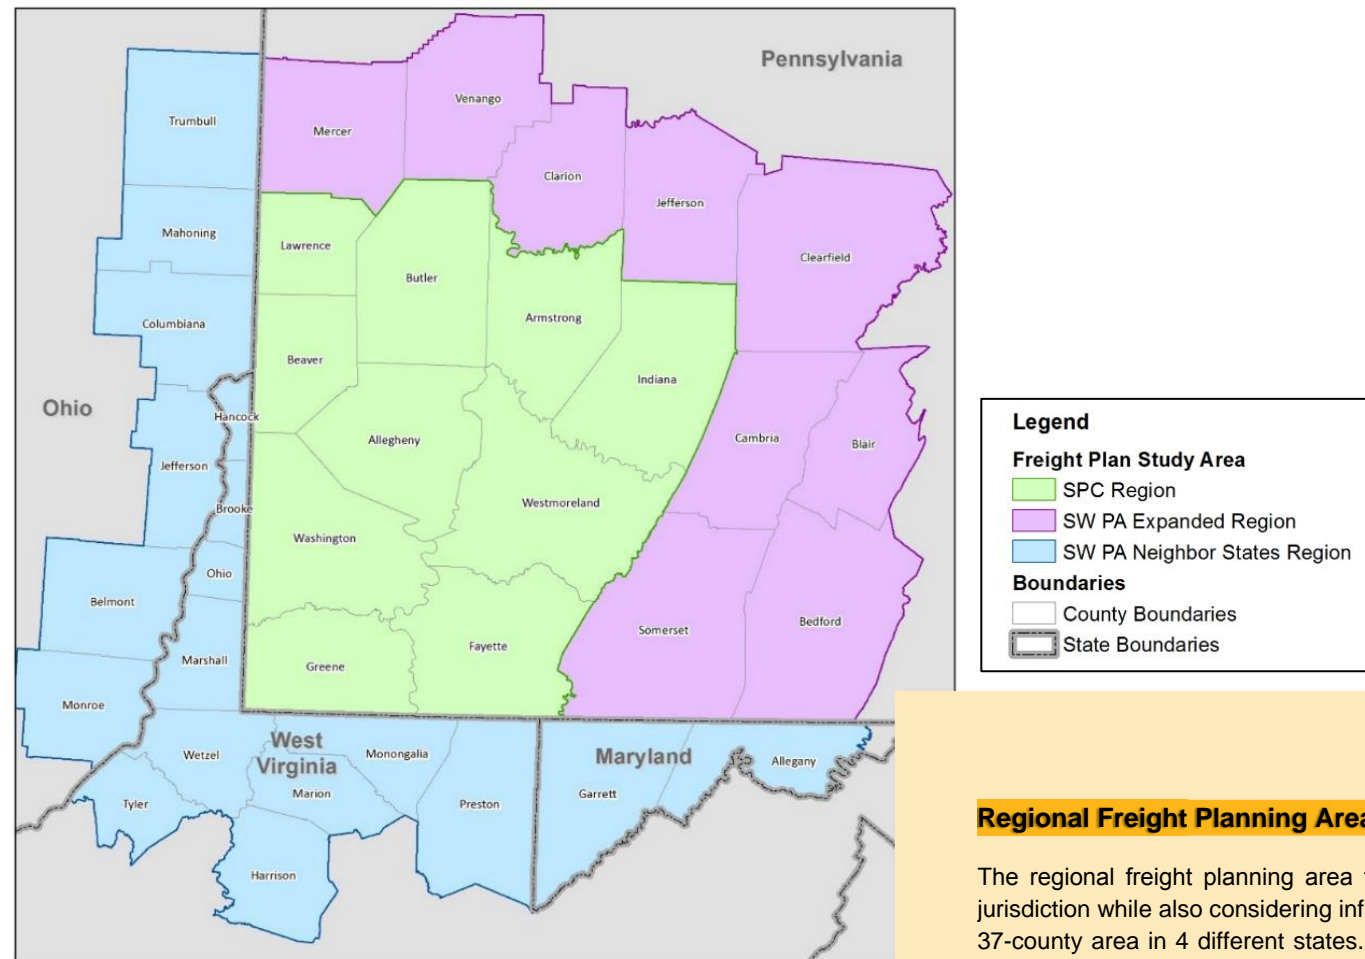 Pennsylvania
Venango
Trumbull
Mercer
Clarion
Jefferson
Mahoning
Lawrence
Clearfield
Butler
Armstrong
Columbiana
Beaver
Indiana
Ohio
Hancock
Allegheny
Cambria
Blair
Jefferson
Westmoreland
Brooke
Washington
Ohio
Belmont
Bedford
Somerset
Fayette
Marshall
Greene
Monroe
West
Virginia
Wetzel
Monongalia
Maryland
Allegany
Marion
Garrett
Tyler
Preston
Harrison
Legend
Freight Plan Study Area
SPC Region
SW PA Expanded Region
SW PA Neighbor States Region
Boundaries
County Boundaries
State Boundaries
Regional Freight Planning Area
The regional freight planning area
jurisdiction while also considering inf
37-county area in 4 different states.